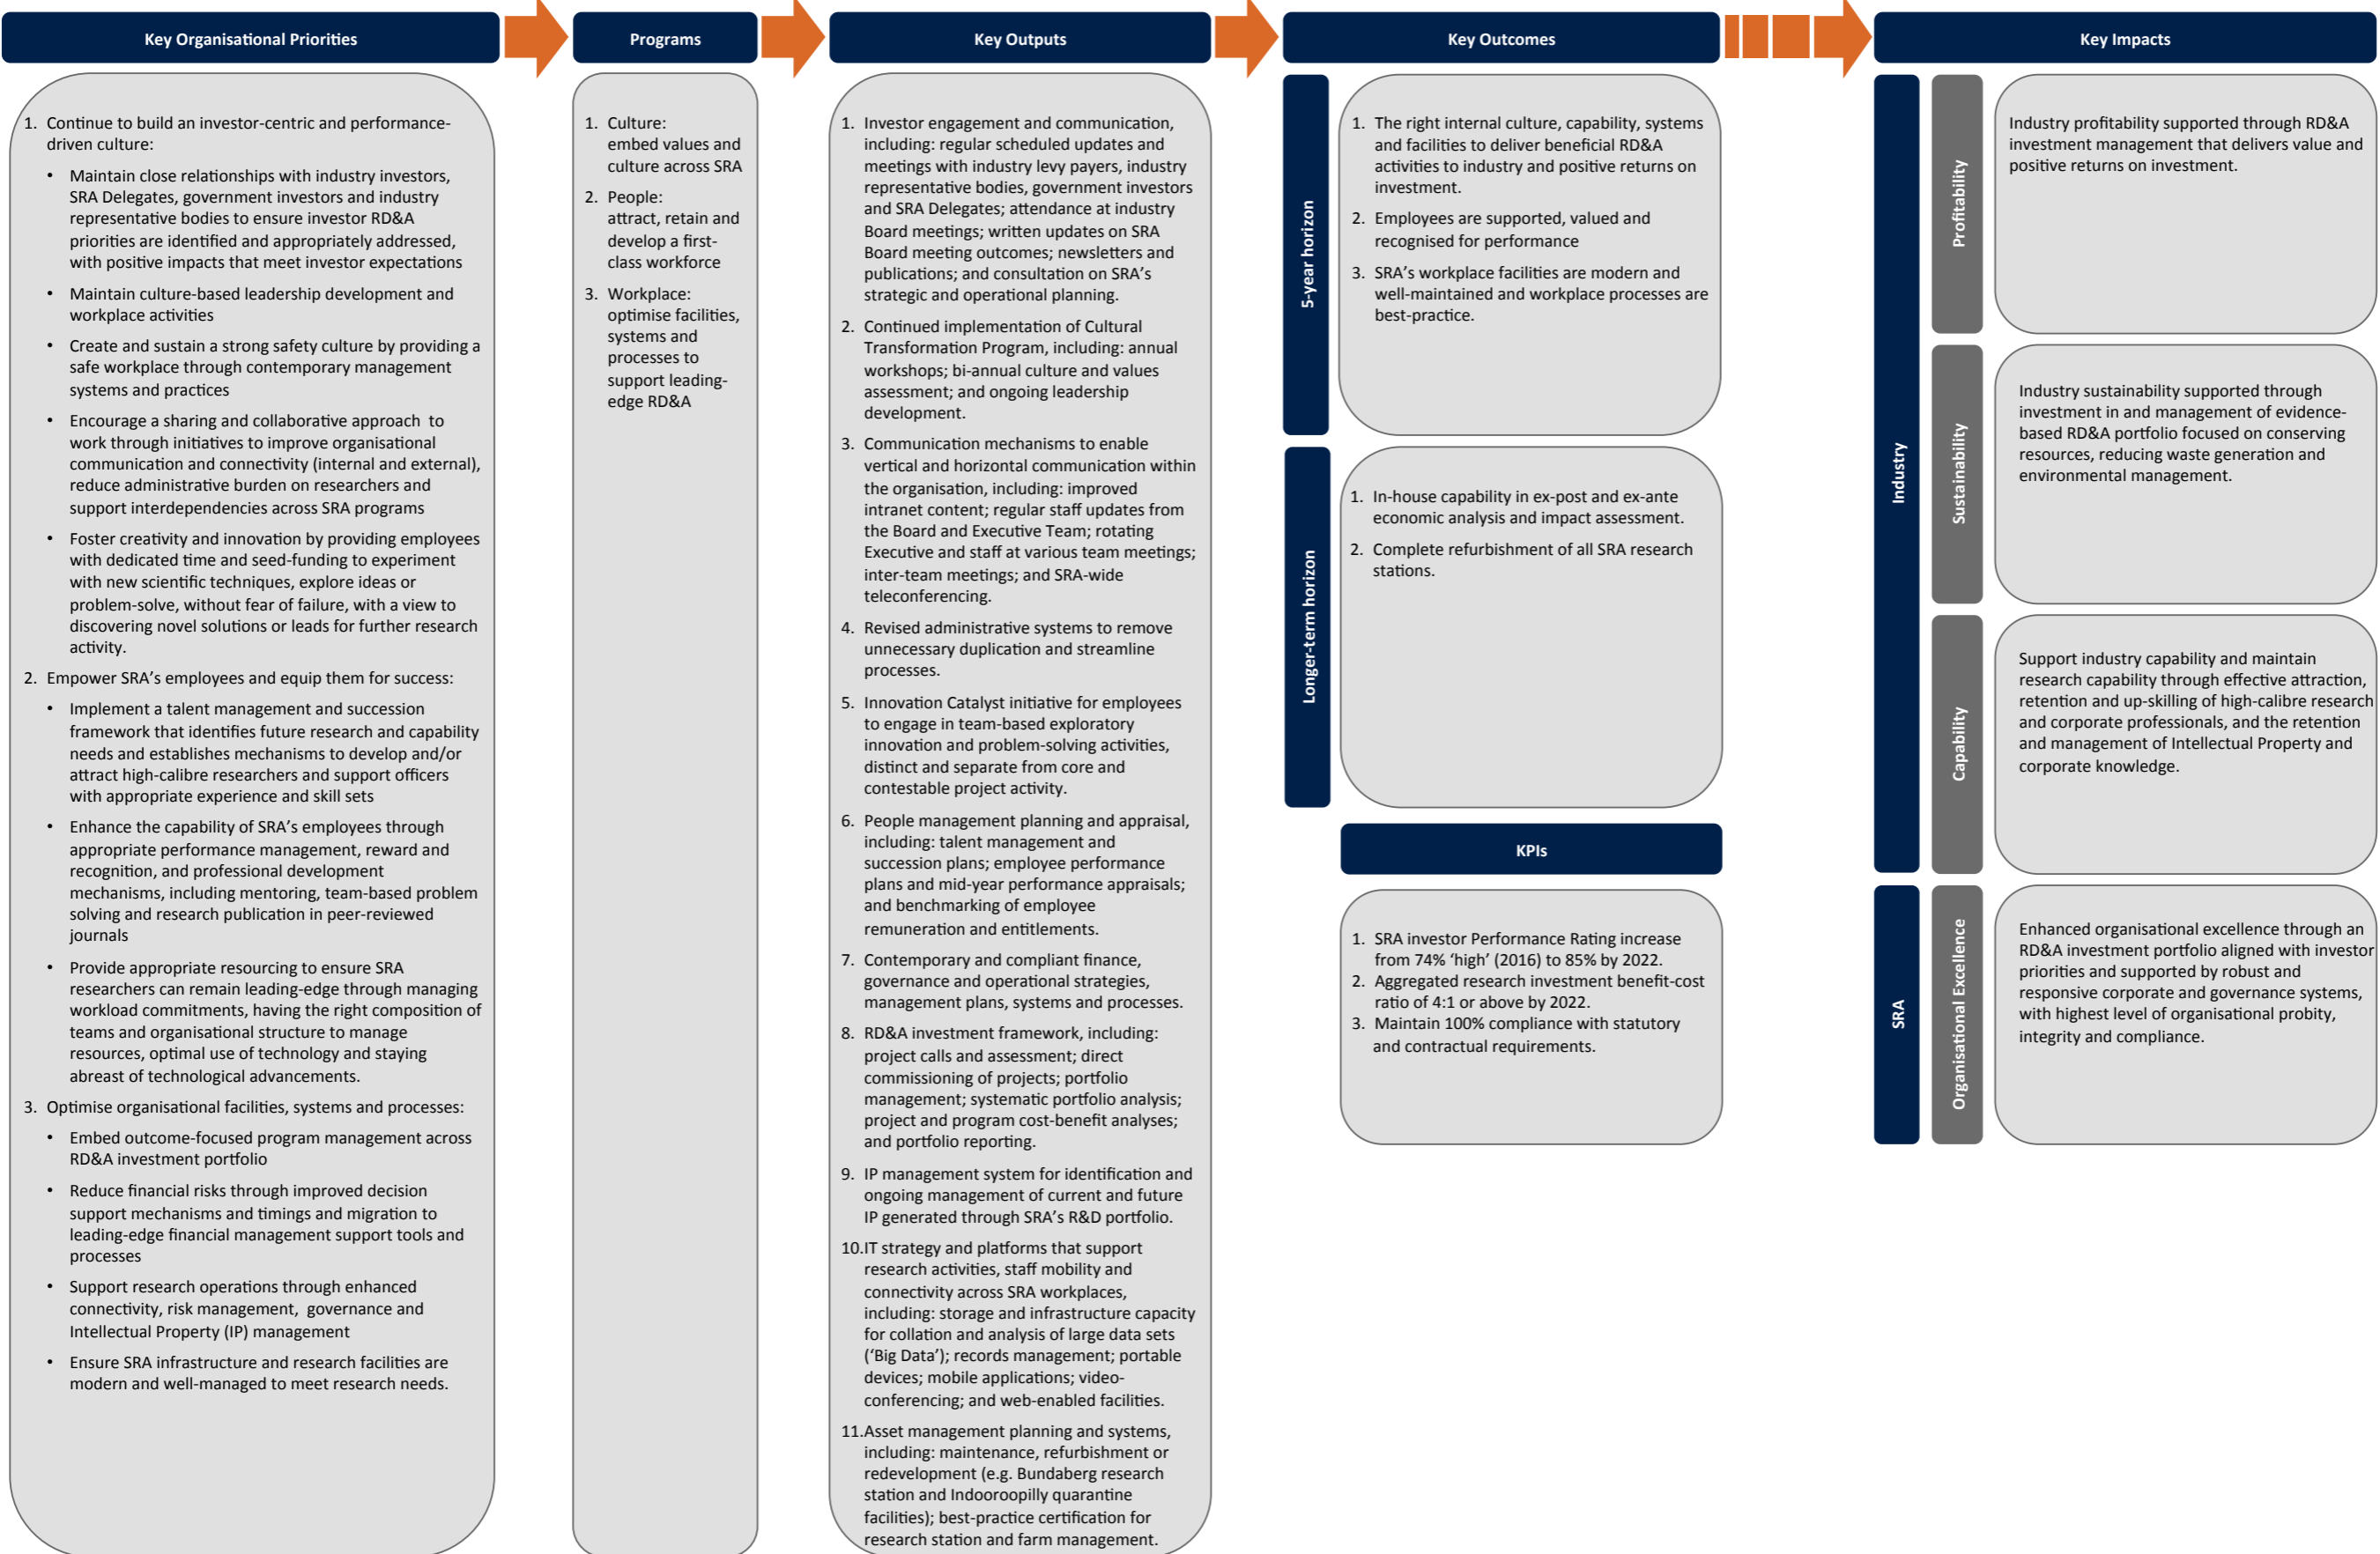 Key Organisational Priorities
Programs
Key Outputs
Key Outcomes
Key Impacts
1. Continue to build an investor-centric and performance-
driven culture:
• Maintain close relationships with industry investors,
SRA Delegates, government investors and industry
representative bodies to ensure investor RD&A
priorities are identified and appropriately addressed,
with positive impacts that meet investor expectations
• Maintain culture-based leadership development and
workplace activities
• Create and sustain a strong safety culture by providing a
safe workplace through contemporary management
systems and practices
• Encourage a sharing and collaborative approach to
work through initiatives to improve organisational
communication and connectivity (internal and external),
reduce administrative burden on researchers and
support interdependencies across SRA programs
• Foster creativity and innovation by providing employees
with dedicated time and seed-funding to experiment
with new scientific techniques, explore ideas or
problem-solve, without fear of failure, with a view to
discovering novel solutions or leads for further research
activity.
2. Empower SRA's employees and equip them for success:
• Implement a talent management and succession
framework that identifies future research and capability
needs and establishes mechanisms to develop and/or
attract high-calibre researchers and support officers
with appropriate experience and skill sets
• Enhance the capability of SRA's employees through
appropriate performance management, reward and
recognition, and professional development
mechanisms, including mentoring, team-based problem
solving and research publication in peer-reviewed
journals
• Provide appropriate resourcing to ensure SRA
researchers can remain leading-edge through managing
workload commitments, having the right composition of
teams and organisational structure to manage
resources, optimal use of technology and staying
abreast of technological advancements.
3. Optimise organisational facilities, systems and processes:
• Embed outcome-focused program management across
RD&A investment portfolio
• Reduce financial risks through improved decision
support mechanisms and timings and migration to
leading-edge financial management support tools and
processes
• Support research operations through enhanced
connectivity, risk management, governance and
Intellectual Property (IP) management
• Ensure SRA infrastructure and research facilities are
modern and well-managed to meet research needs.
1. Culture:
embed values and
culture across SRA
2. People:
attract, retain and
develop a first-
class workforce
3. Workplace:
optimise facilities,
systems and
processes to
support leading-
edge RD&A
1. Investor engagement and communication,
including: regular scheduled updates and
meetings with industry levy payers, industry
representative bodies, government investors
and SRA Delegates; attendance at industry
Board meetings; written updates on SRA
Board meeting outcomes; newsletters and
publications; and consultation on SRA's
strategic and operational planning.
2. Continued implementation of Cultural
Transformation Program, including: annual
workshops; bi-annual culture and values
assessment; and ongoing leadership
development.
3. Communication mechanisms to enable
vertical and horizontal communication within
the organisation, including: improved
intranet content; regular staff updates from
the Board and Executive Team; rotating
Executive and staff at various team meetings;
inter-team meetings; and SRA-wide
teleconferencing.
4. Revised administrative systems to remove
unnecessary duplication and streamline
processes.
5. Innovation Catalyst initiative for employees
to engage in team-based exploratory
innovation and problem-solving activities,
distinct and separate from core and
contestable project activity.
6. People management planning and appraisal,
including: talent management and
succession plans; employee performance
plans and mid-year performance appraisals;
and benchmarking of employee
remuneration and entitlements.
7. Contemporary and compliant finance,
governance and operational strategies,
management plans, systems and processes.
8. RD&A investment framework, including:
project calls and assessment; direct
commissioning of projects; portfolio
management; systematic portfolio analysis;
project and program cost-benefit analyses;
and portfolio reporting.
9. IP management system for identification and
ongoing management of current and future
IP generated through SRA's R&D portfolio.
10.IT strategy and platforms that support
research activities, staff mobility and
connectivity across SRA workplaces,
including: storage and infrastructure capacity
for collation and analysis of large data sets
('Big Data'); records management; portable
devices; mobile applications; video-
conferencing; and web-enabled facilities.
11.Asset management planning and systems,
including: maintenance, refurbishment or
redevelopment (e.g. Bundaberg research
station and Indooroopilly quarantine
facilities); best-practice certification for
research station and farm management.
5-year horizon
1. The right internal culture, capability, systems
and facilities to deliver beneficial RD&A
activities to industry and positive returns on
investment.
2. Employees are supported, valued and
recognised for performance
3. SRA's workplace facilities are modern and
well-maintained and workplace processes are
best-practice.
Longer-term horizon
1. In-house capability in ex-post and ex-ante
economic analysis and impact assessment.
2. Complete refurbishment of all SRA research
stations.
KPIs
1. SRA investor Performance Rating increase
from 74% 'high' (2016) to 85% by 2022.
2. Aggregated research investment benefit-cost
ratio of 4:1 or above by 2022.
3. Maintain 100% compliance with statutory
and contractual requirements.
Industry
Profitability
Industry profitability supported through RD&A
investment management that delivers value and
positive returns on investment.
Sustainability
Industry sustainability supported through
investment in and management of evidence-
based RD&A portfolio focused on conserving
resources, reducing waste generation and
environmental management.
Capability
Support industry capability and maintain
research capability through effective attraction,
retention and up-skilling of high-calibre research
and corporate professionals, and the retention
and management of Intellectual Property and
corporate knowledge.
SRA
Organisational Excellence
Enhanced organisational excellence through an
RD&A investment portfolio aligned with investor
priorities and supported by robust and
responsive corporate and governance systems,
with highest level of organisational probity,
integrity and compliance.